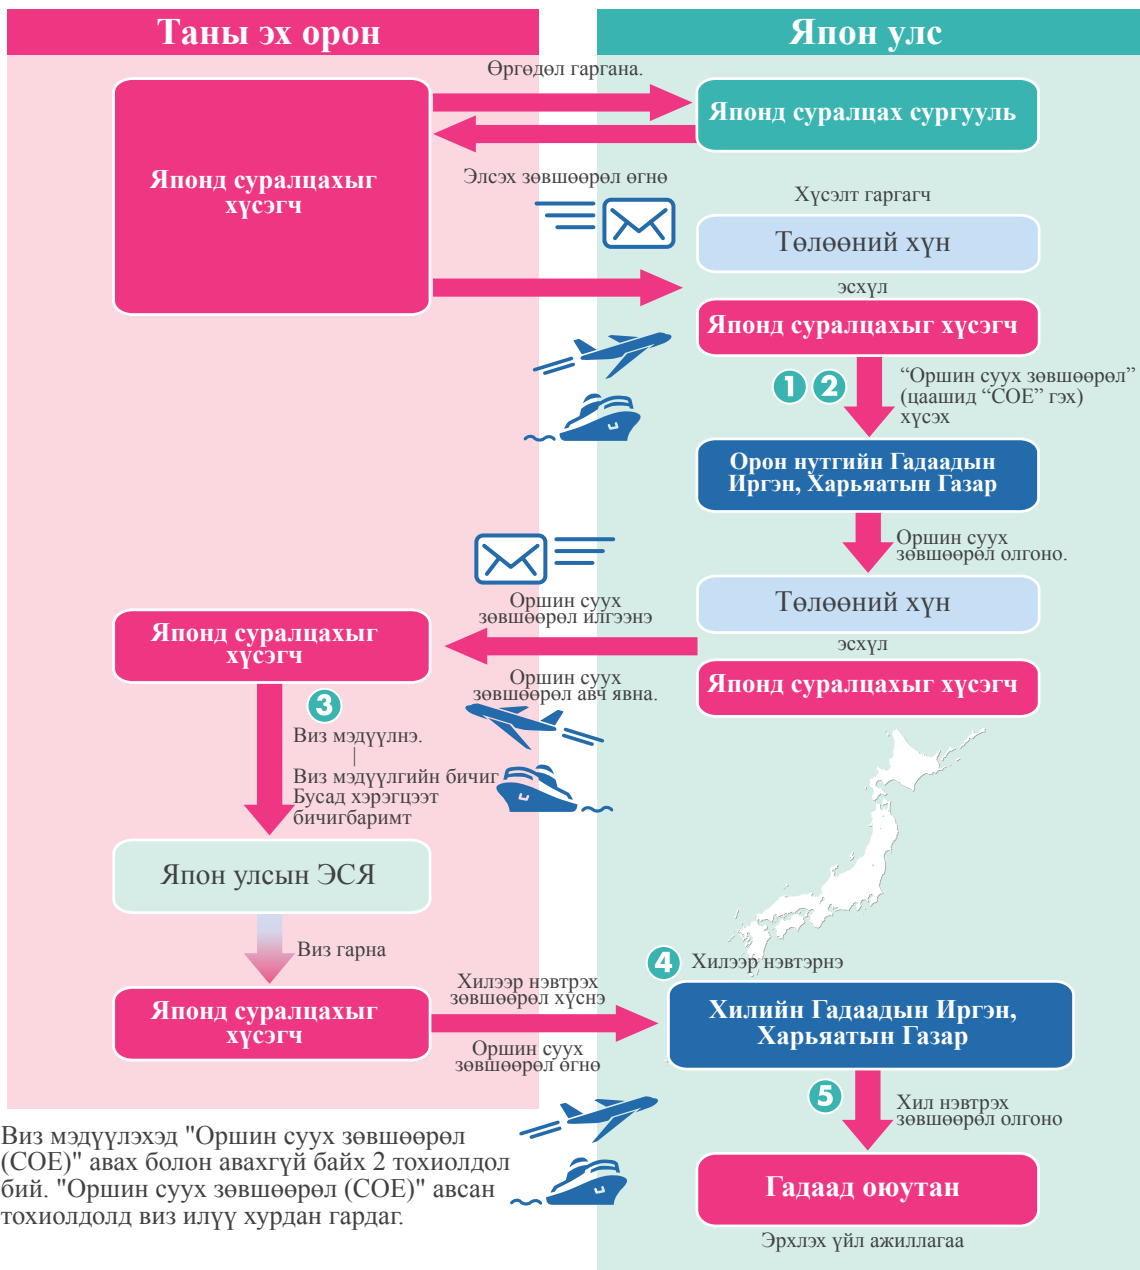 Таны эх орон
Япон улс
Өргөдөл гаргана.
Японд суралцахыг
хүсэгч
Японд суралцах сургууль
Элсэх зөвшөөрөл өгнө
Хүсэлт гаргагч
Төлөөний хүн
эсхүл
Японд суралцахыг хүсэгч
1 2
“Оршин суух зөвшөөрөл”
(цаашид “COE” гэх)
хүсэх
Орон нутгийн Гадаадын
Иргэн, Харьяатын Газар
Оршин суух
зөвшөөрөл олгоно.
Төлөөний хүн
эсхүл
Японд суралцахыг хүсэгч
Оршин суух
зөвшөөрөл илгээнэ
Оршин суух
зөвшөөрөл авч явна.
Японд суралцахыг
хүсэгч
3
Виз мэдүүлнэ.
Виз мэдүүлгийн бичиг
Бусад хэрэгцээт
бичигбаримт
Япон улсын ЭСЯ
Виз гарна
Японд суралцахыг
хүсэгч
Хилээр нэвтрэх
зөвшөөрөл хүснэ
Оршин суух
зөвшөөрөл өгнө
4 Хилээр нэвтэрнэ
Хилийн Гадаадын Иргэн,
Харьяатын Газар
5
Хил нэвтрэх
зөвшөөрөл олгоно
Гадаад оюутан
Эрхлэх үйл ажиллагаа
Виз мэдүүлэхэд "Оршин суух зөвшөөрөл
(COE)" авах болон авахгүй байх 2 тохиолдол
бий. "Оршин суух зөвшөөрөл (COE)" авсан
тохиолдолд виз илүү хурдан гардаг.